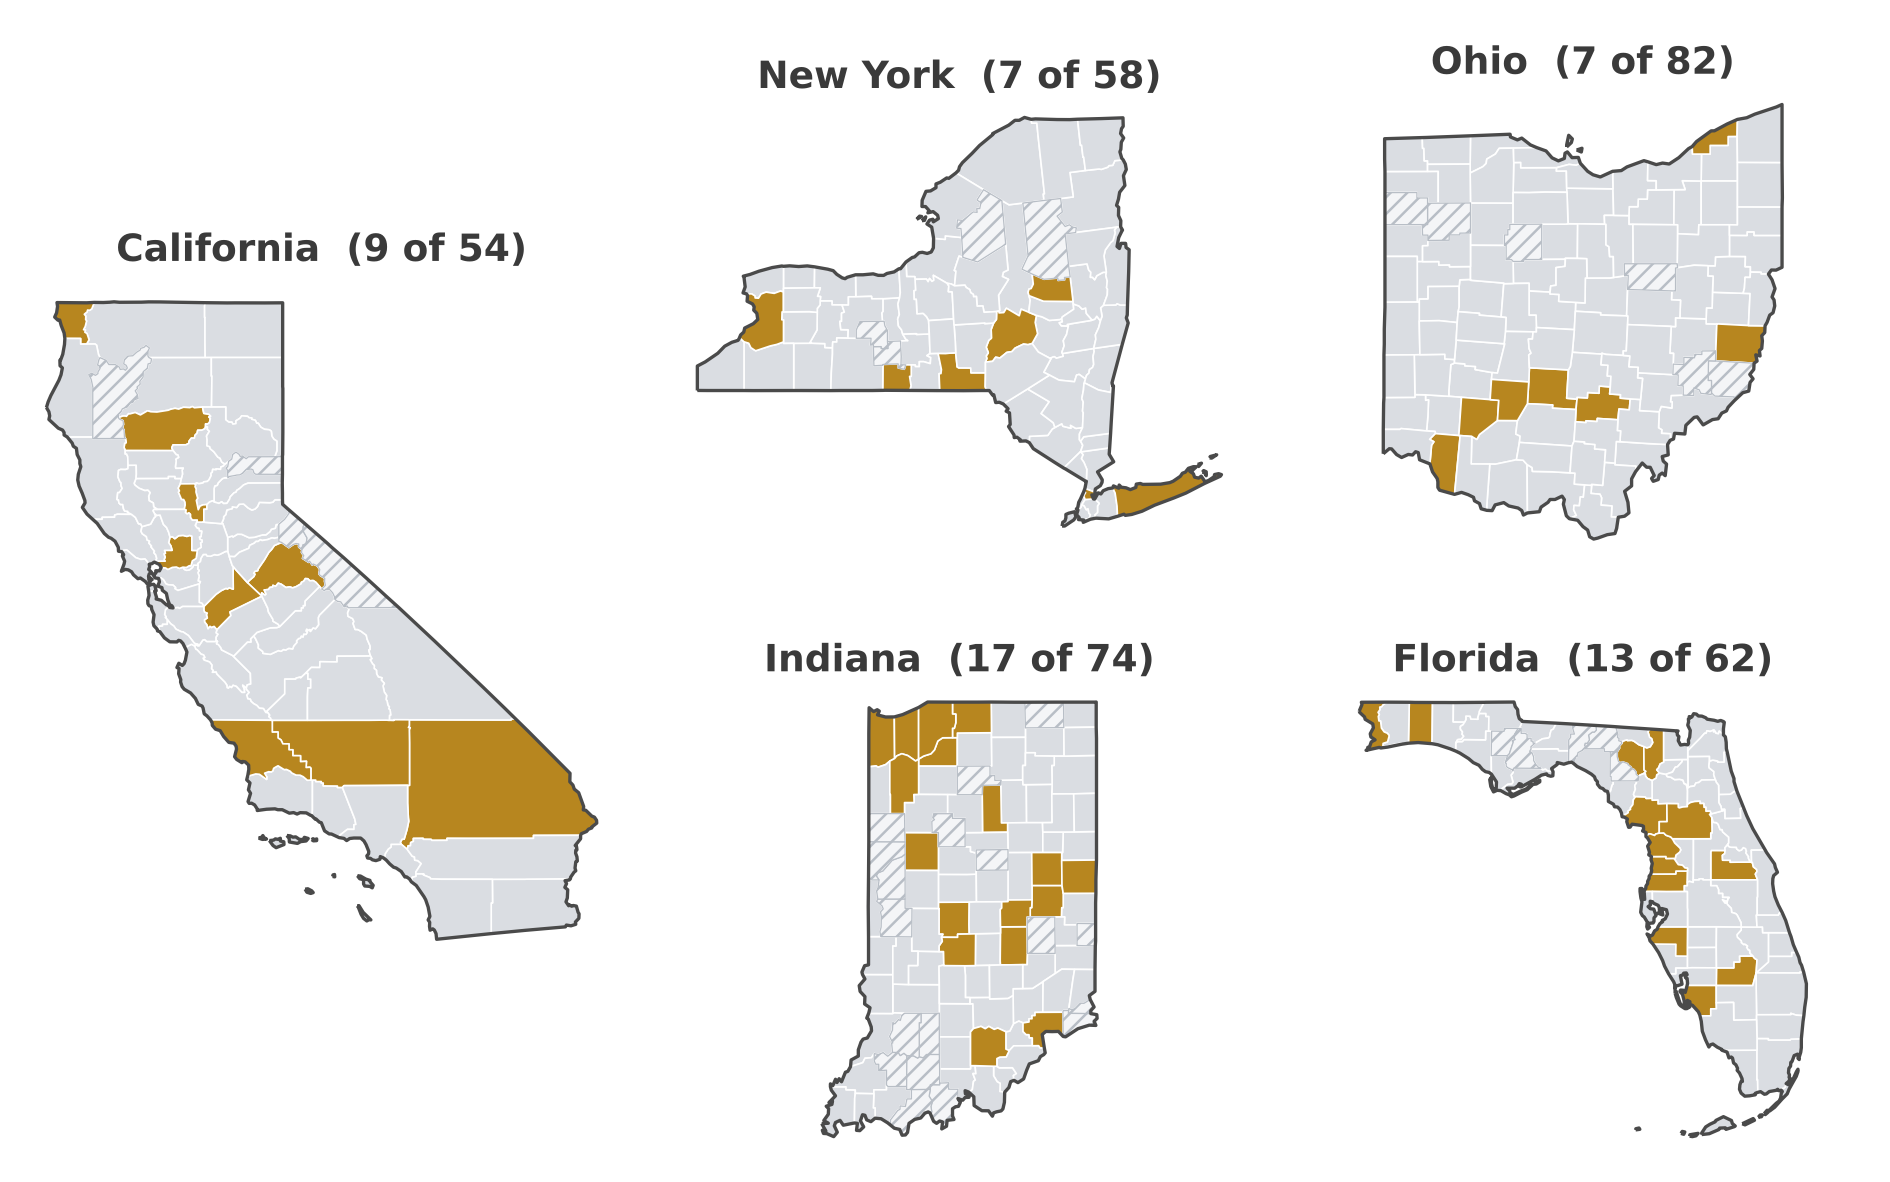 New York  (7 of 58)
Ohio  (7 of 82)
California  (9 of 54)
Indiana  (17 of 74)
Florida  (13 of 62)